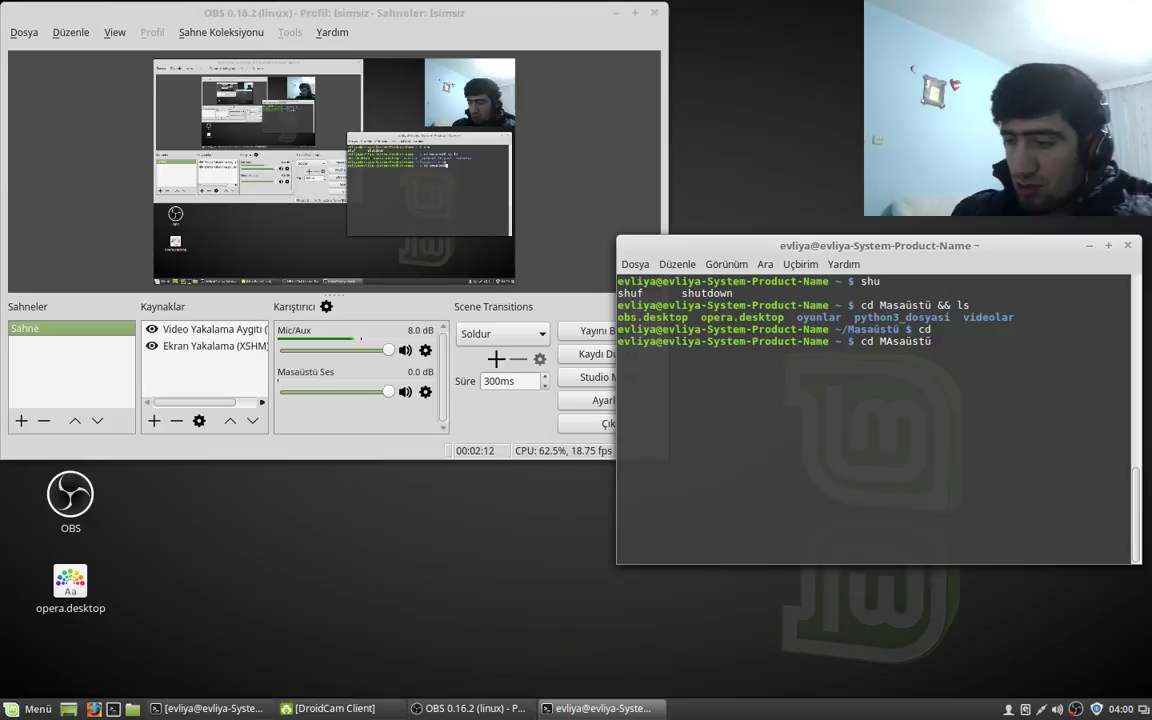 OBS 0.16.2 (linux) - Profil: İsimsiz - Sahneler: İsimsiz
Dosya Düzenle View Profil Sahne Koleksiyonu Tools Yardım
Sahneler
Sahne
Kaynaklar
Video Yakalama Aygıtı (
Ekran Yakalama (XSHM)
Karıştırıcı
Mic/Aux 8.0 dB
Masaüstü Ses 0.0 dB
Scene Transitions
Soldur
Süre 300ms
Yayını B
Kaydı Du
Studio M
Ayarl
Çık
00:02:12 CPU: 62.5%, 18.75 fps
evliya@evliya-System-Product-Name ~
Dosya Düzenle Görünüm Ara Uçbirim Yardım
evliya@evliya-System-Product-Name ~ $ shu
shuf shutdown
evliya@evliya-System-Product-Name ~ $ cd Masaüstü && ls
obs.desktop opera.desktop oyunlar python3_dosyasi videolar
evliya@evliya-System-Product-Name ~/Masaüstü $ cd
evliya@evliya-System-Product-Name ~ $ cd MAsaüstü
OBS
Aa
opera.desktop
Menü
[evliya@evliya-Syste...
[DroidCam Client]
OBS 0.16.2 (linux) - P...
evliya@evliya-Syste...
04:00